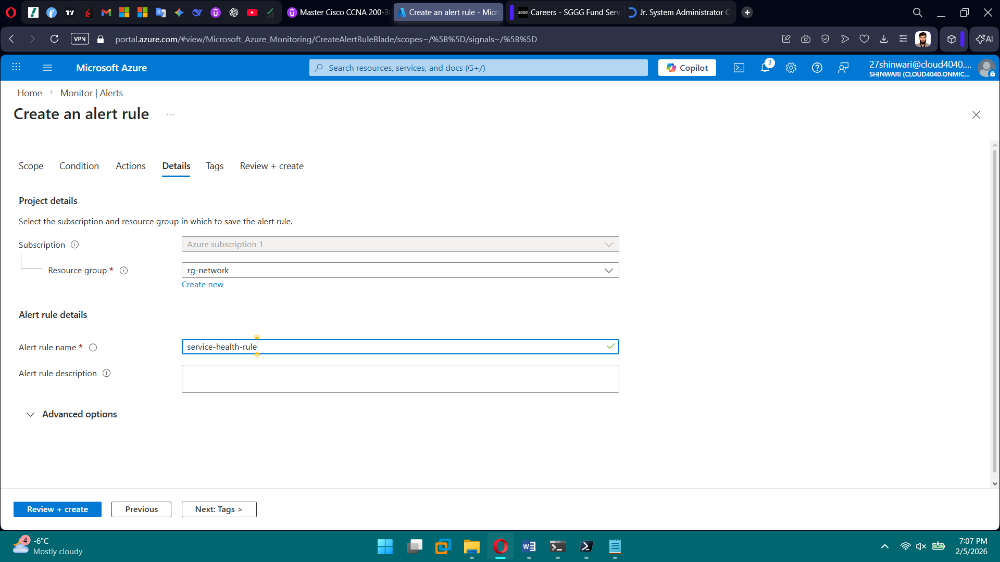 Master Cisco CCNA 200-30
Create an alert rule - Micr
SGGG
Careers - SGGG Fund Serv
Jr. System Administrator C
VPN
portal.azure.com/#view/Microsoft_Azure_Monitoring/CreateAlertRuleBlade/scopes~/%5B%5D/signals~/%5B%5D
AI
Microsoft Azure
Search resources, services, and docs (G+/)
Copilot
3
27shinwari@cloud4040....
SHINWARI (CLOUD4040.ONMIC...
Home > Monitor | Alerts
Create an alert rule ...
Scope Condition Actions Details Tags Review + create
Project details
Select the subscription and resource group in which to save the alert rule.
Subscription
Azure subscription 1
Resource group *
rg-network
Create new
Alert rule details
Alert rule name *
service-health-rule
Alert rule description
Advanced options
Review + create
Previous
Next: Tags >
4
-6°C
Mostly cloudy
7:07 PM
2/5/2026